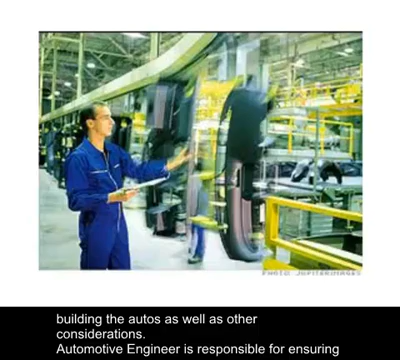 PHOTO: JUPITERIMAGES
building the autos as well as other
considerations.
Automotive Engineer is responsible for ensuring